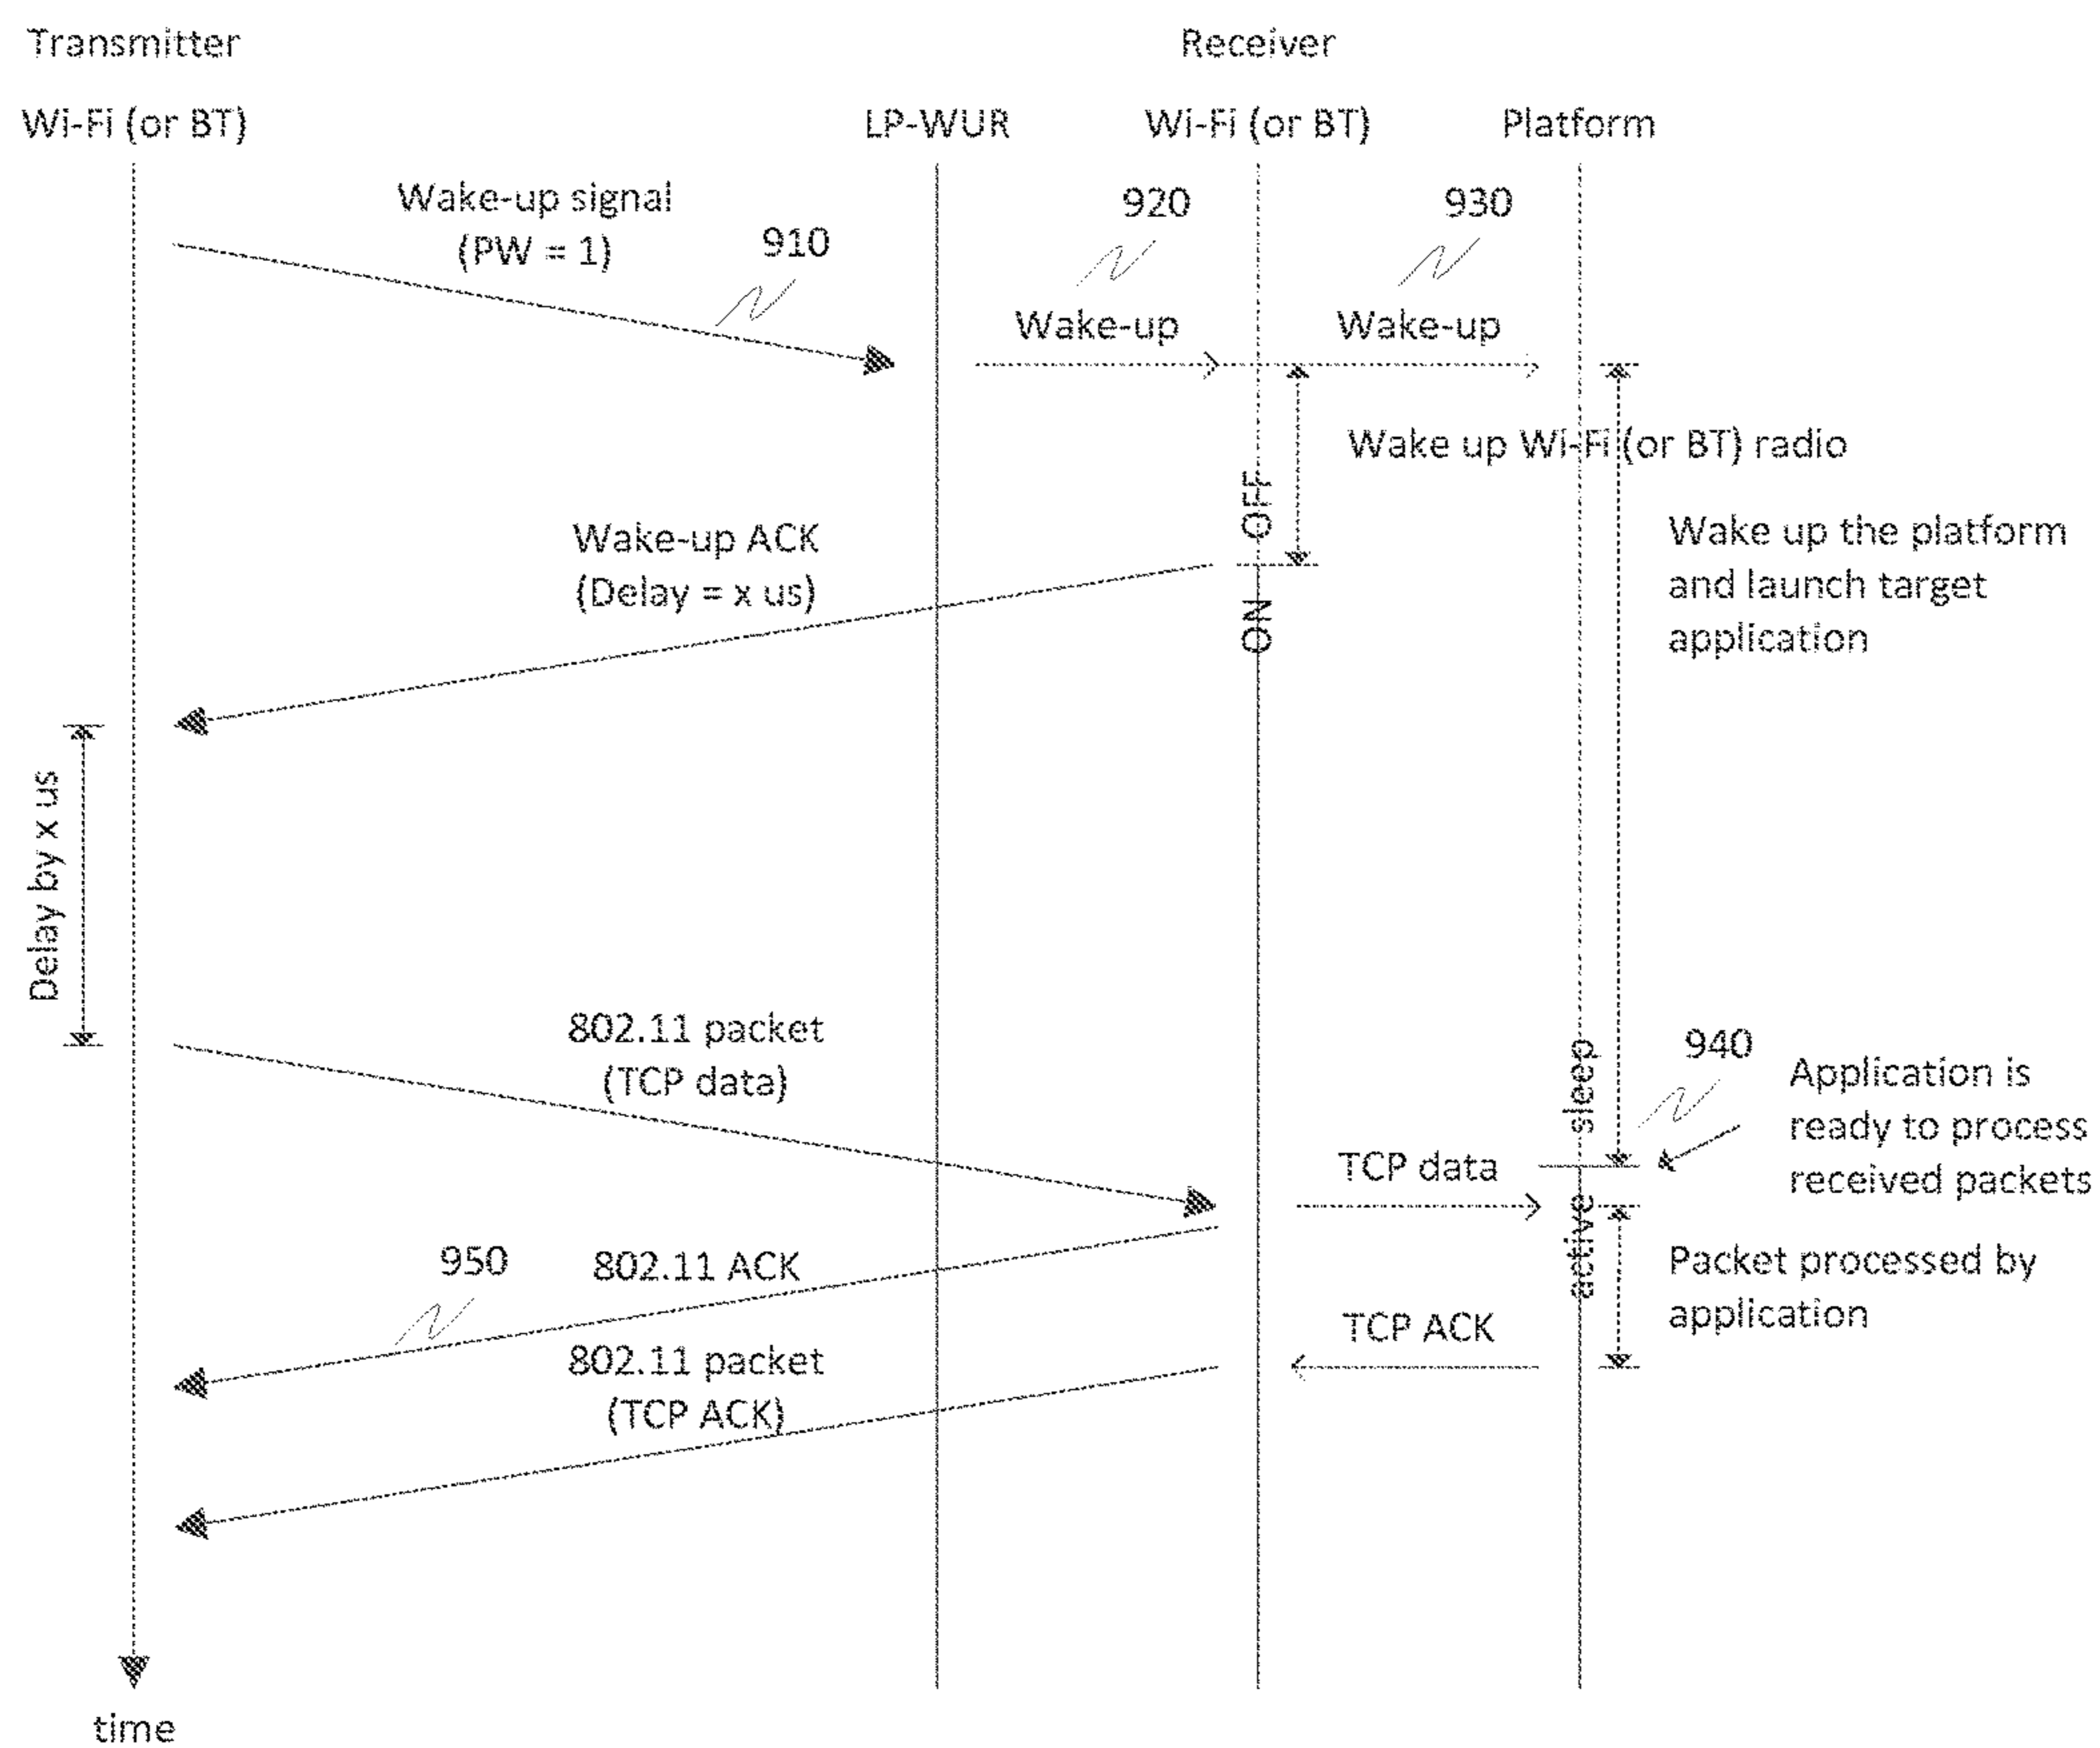 Transmitter
Receiver
Wi-Fi (or BT)
LP-WUR
Wi-Fi (or BT)
Platform
Wake-up signal
(PW = 1)
910
920
930
Wake-up
Wake-up
Wake up Wi-Fi (or BT) radio
OFF
ON
Wake up the platform
and launch target
application
Wake-up ACK
(Delay = x us)
Delay by x us
802.11 packet
(TCP data)
sleep
940
Application is
ready to process
received packets
TCP data
active
950
802.11 ACK
Packet processed by
application
TCP ACK
802.11 packet
(TCP ACK)
time